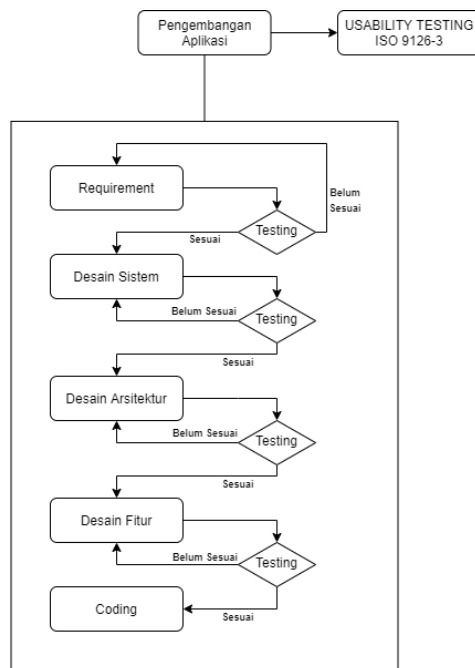 Pengembangan
Aplikasi
USABILITY TESTING
ISO 9126-3
Requirement
Belum
Sesuai
Testing
Sesuai
Desain Sistem
Belum Sesuai
Testing
Sesuai
Desain Arsitektur
Belum Sesuai
Testing
Sesuai
Desain Fitur
Belum Sesuai
Testing
Coding
Sesuai